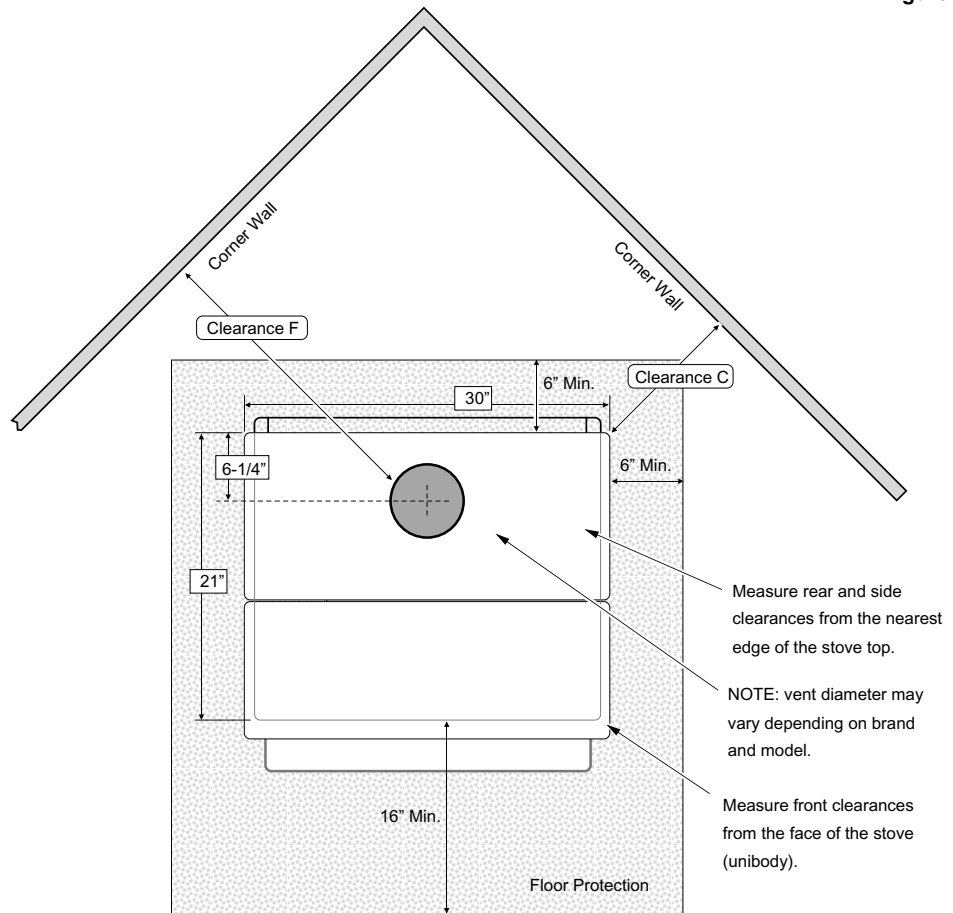 Corner Wall
Corner Wall
Clearance F
6” Min.
Clearance C
30”
6-1/4”
6” Min.
21”
Measure rear and side
clearances from the nearest
edge of the stove top.
NOTE: vent diameter may
vary depending on brand
and model.
Measure front clearances
from the face of the stove
(unibody).
16” Min.
Floor Protection